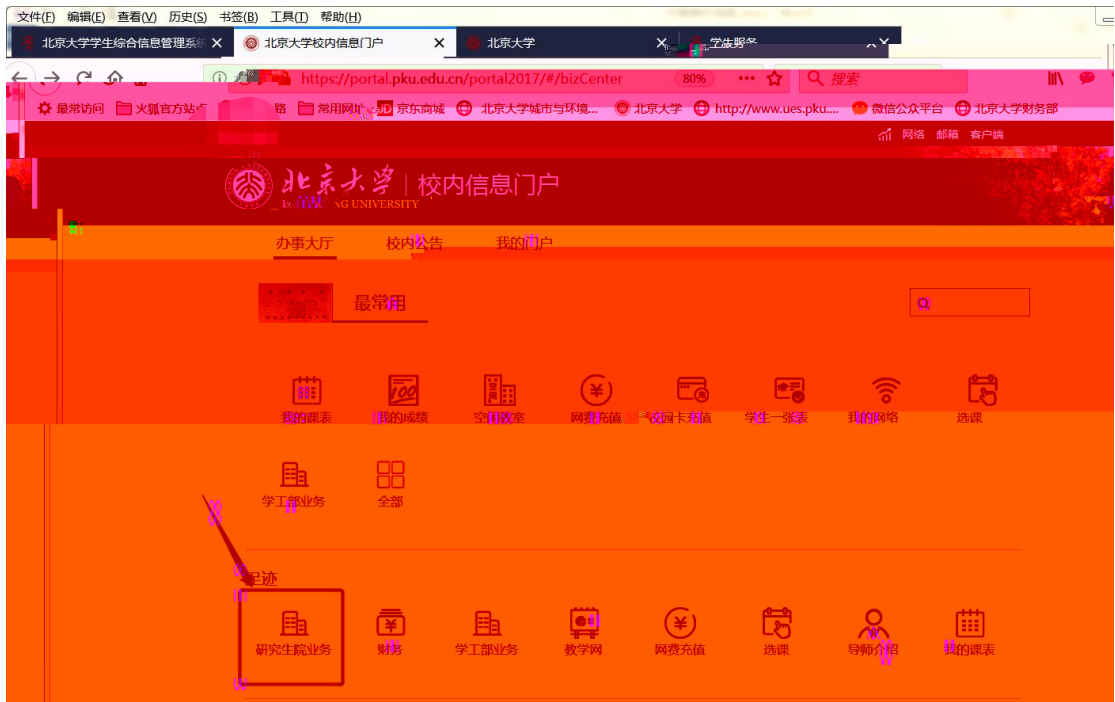 文件(F) 编辑(E) 查看(V) 历史(S) 书签(B) 工具(T) 帮助(H)
北京大学学生综合信息管理系统 北京大学校内信息门户 北京大学
https://portal.pku.edu.cn/portal2017/#/bizCenter 80% 搜索
最常访问 火狐官方站点 常用网址 京东商城 北京大学城市与环境... 北京大学 http://www.ues.pku.... 微信公众平台 北京大学财务部
网络 邮箱 客户端
北京大学 校内信息门户
办事大厅 校内公告 我的门户
最常用
我的课表 我的成绩 空闲教室 网费充值 校园卡充值 学生一张表 我的网络 选课
学工部业务 全部
足迹
研究生院业务 财务 学工部业务 教学网 网费充值 选课 导师介绍 我的课表